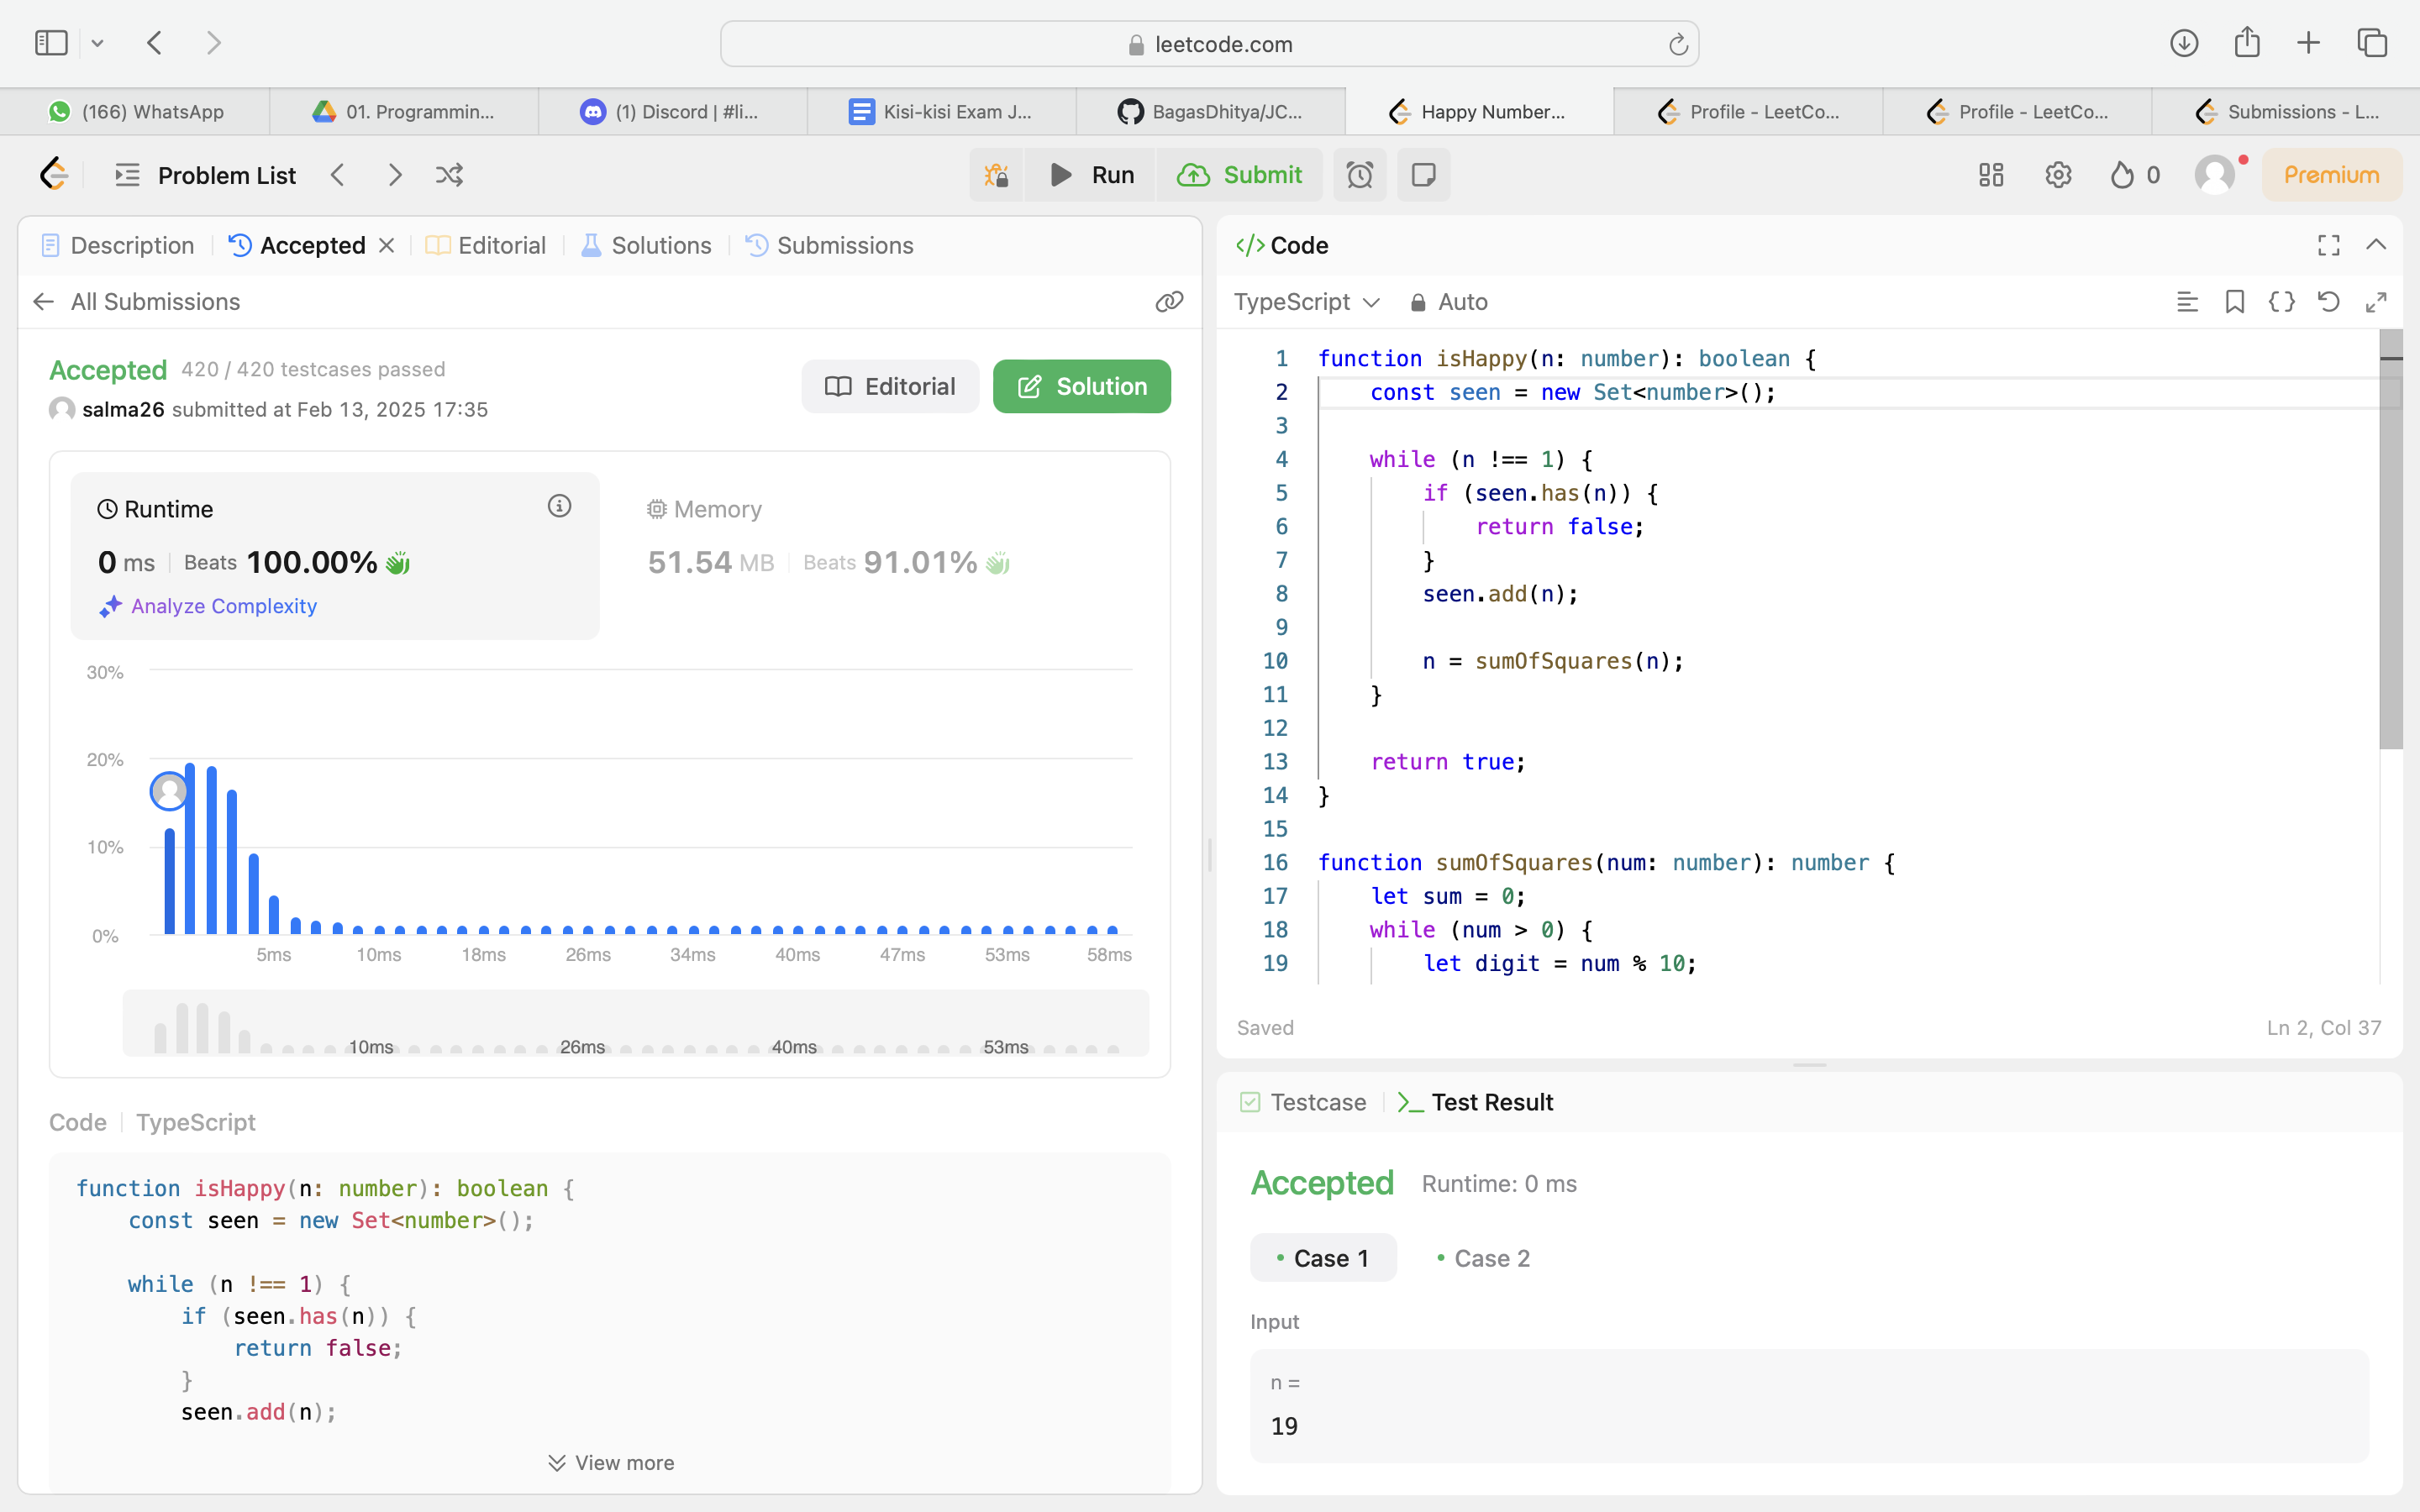 leetcode.com
(166) WhatsApp
01. Programmin...
(1) Discord | #li...
Kisi-kisi Exam J...
BagasDhitya/JC...
Happy Number...
Profile - LeetCo...
Profile - LeetCo...
Submissions - L...
Problem List
Run
Submit
0
Premium
Description
Accepted
Editorial
Solutions
Submissions
All Submissions
Accepted 420 / 420 testcases passed
salma26 submitted at Feb 13, 2025 17:35
Editorial
Solution
Runtime
0 ms Beats 100.00%
Analyze Complexity
Memory
51.54 MB Beats 91.01%
30%
20%
10%
0%
5ms 10ms 18ms 26ms 34ms 40ms 47ms 53ms 58ms
10ms 26ms 40ms 53ms
Code TypeScript
function isHappy(n: number): boolean {
    const seen = new Set<number>();
    while (n !== 1) {
        if (seen.has(n)) {
            return false;
        }
        seen.add(n);
View more
</> Code
TypeScript Auto
1 function isHappy(n: number): boolean {
2     const seen = new Set<number>();
3
4     while (n !== 1) {
5         if (seen.has(n)) {
6             return false;
7         }
8         seen.add(n);
9
10         n = sumOfSquares(n);
11     }
12
13     return true;
14 }
15
16 function sumOfSquares(num: number): number {
17     let sum = 0;
18     while (num > 0) {
19         let digit = num % 10;
Saved
Ln 2, Col 37
Testcase
Test Result
Accepted Runtime: 0 ms
Case 1
Case 2
Input
n =
19